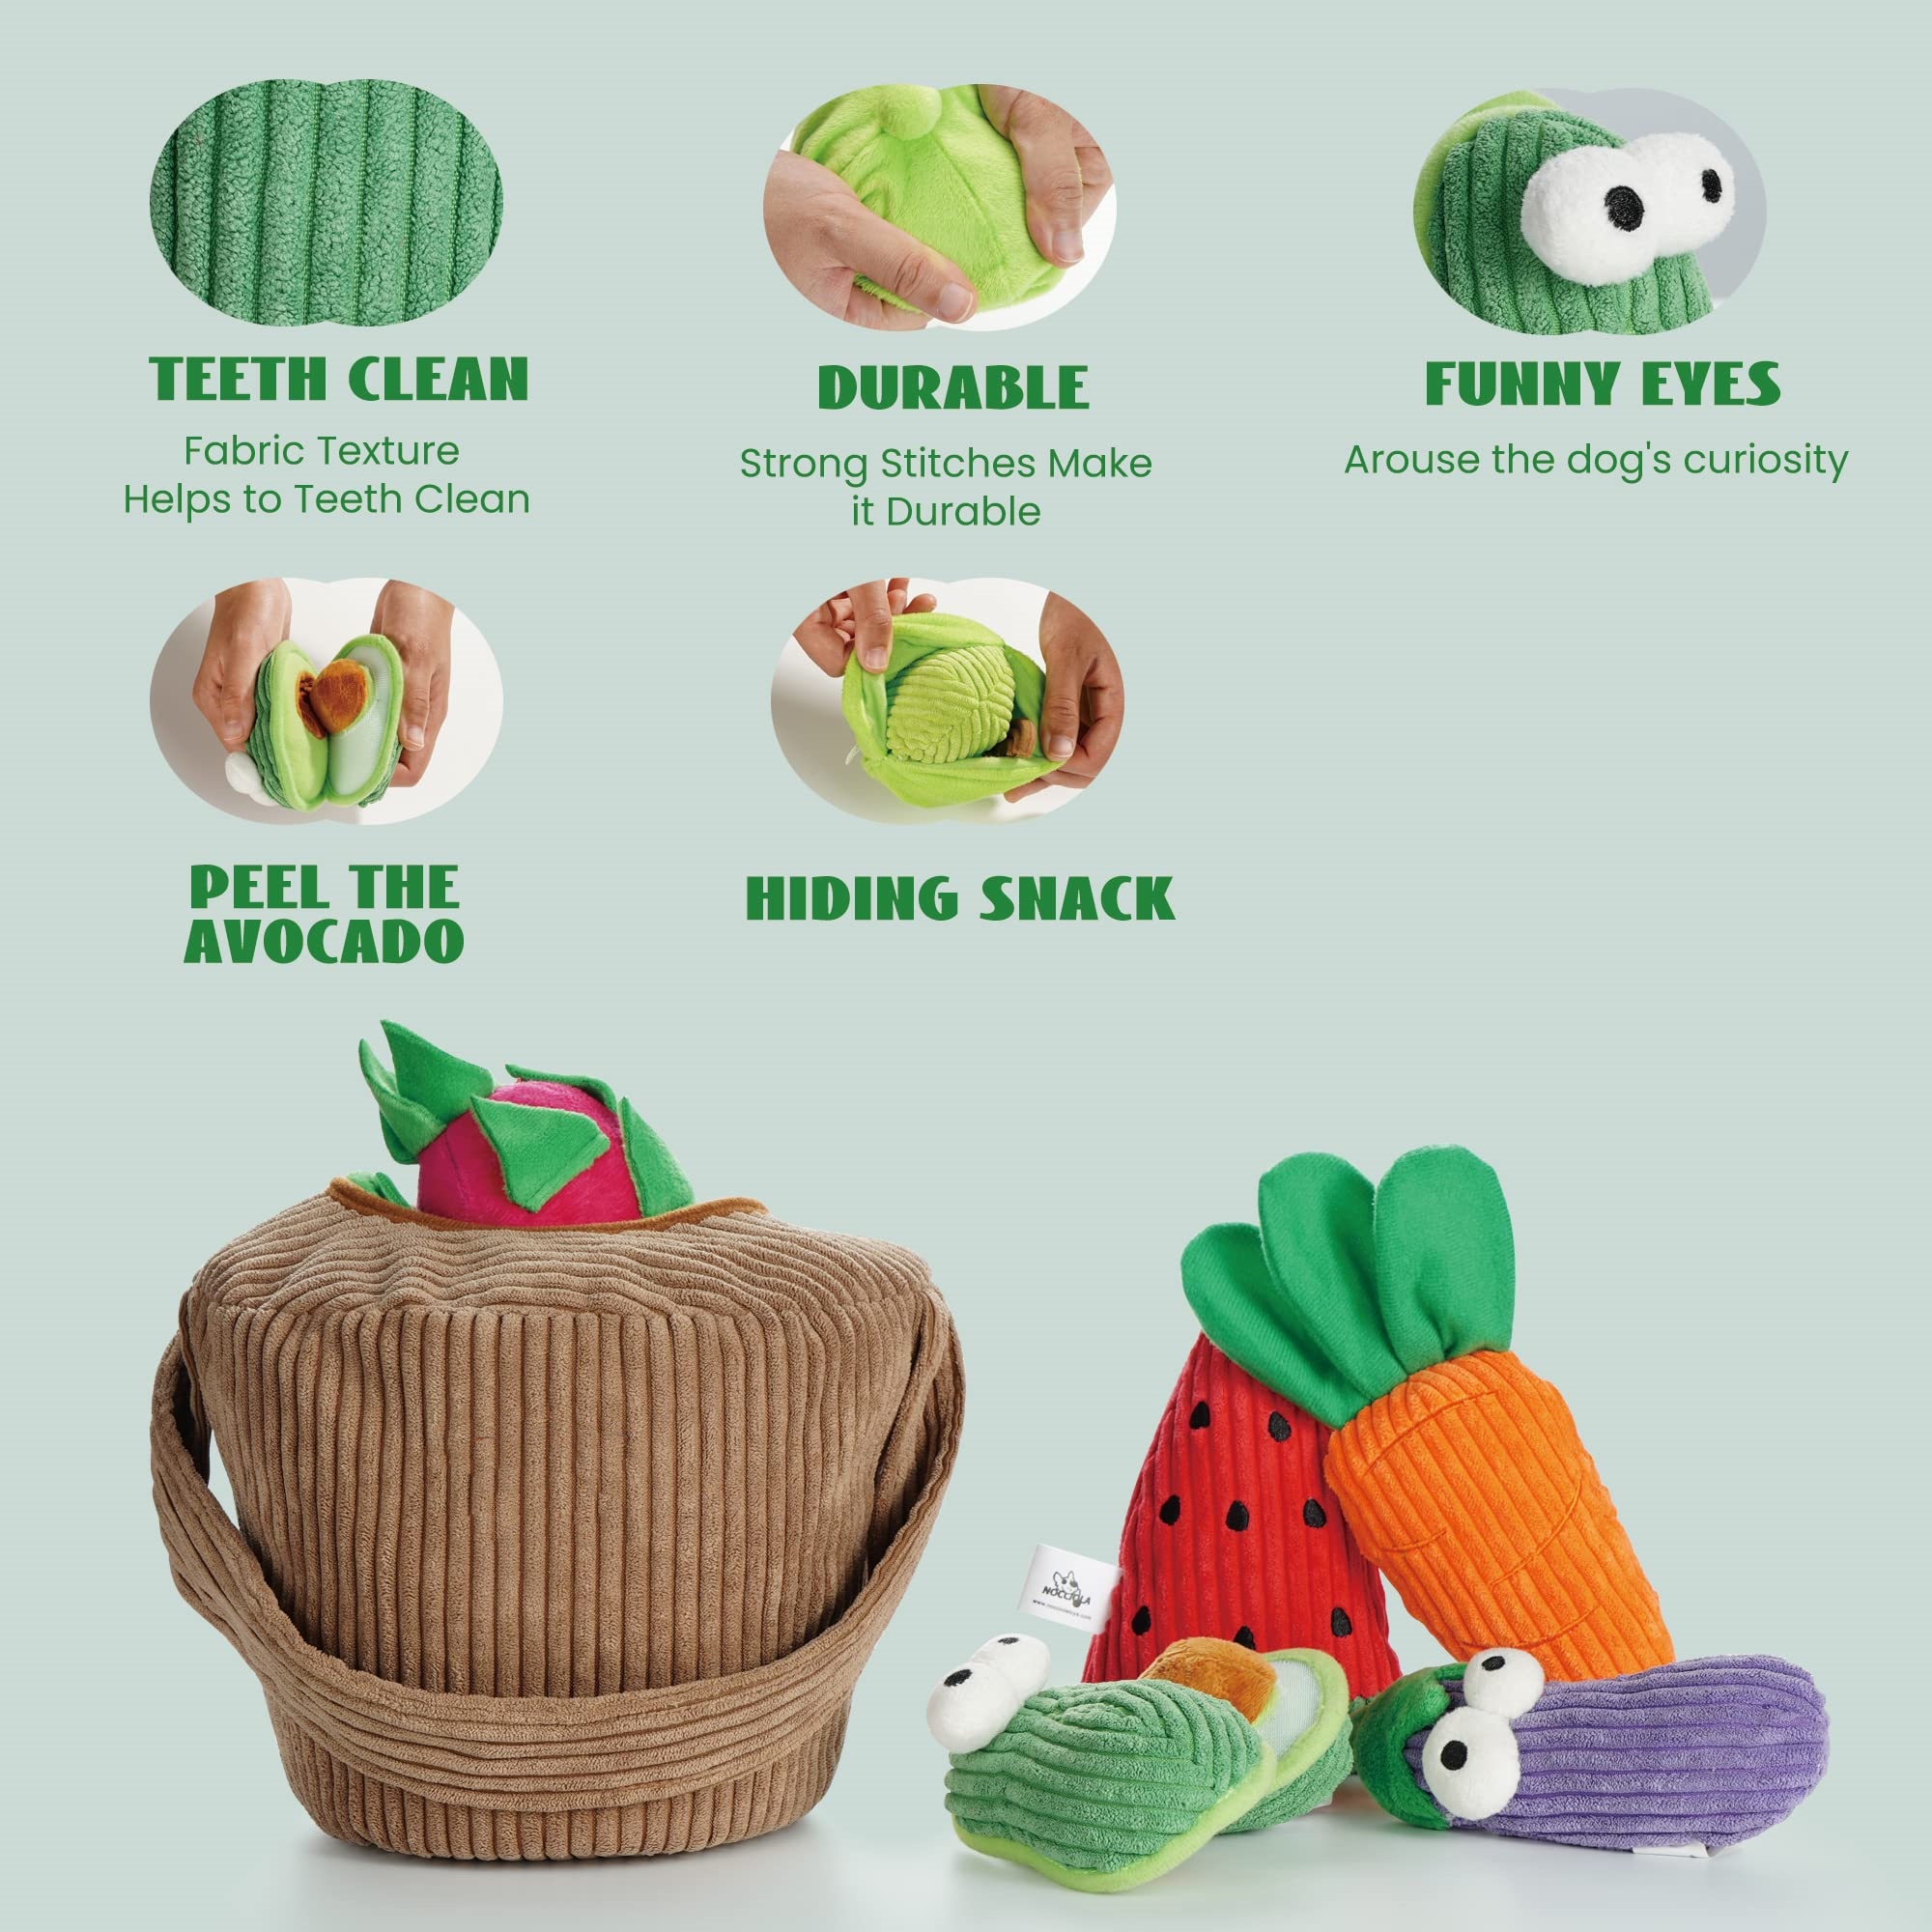 TEETH CLEAN
Fabric Texture
Helps to Teeth Clean
DURABLE
Strong Stitches Make
it Durable
FUNNY EYES
Arouse the dog's curiosity
PEEL THE
AVOCADO
HIDING SNACK
NOCCIOLA